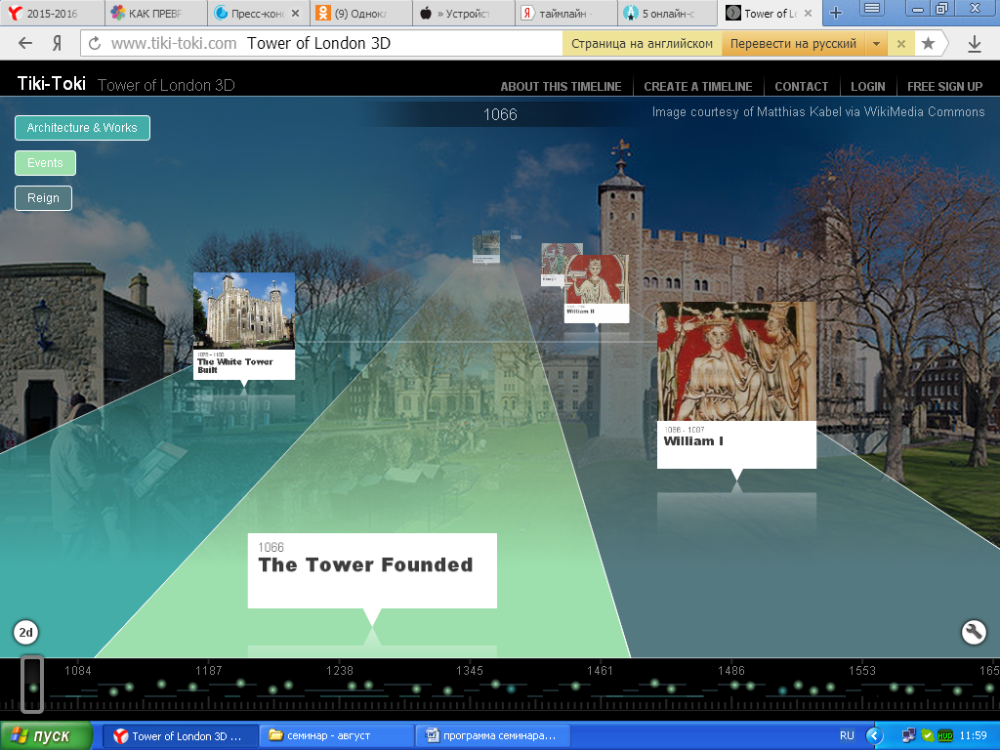 2015-2016
КАК ПРЕВР
Пресс-кон
(9) Однокл
» Устройст
таймлайн -
5 онлайн-с
Tower of Lo
www.tiki-toki.com Tower of London 3D
Страница на английском
Перевести на русский
Tiki-Toki Tower of London 3D
ABOUT THIS TIMELINE
CREATE A TIMELINE
CONTACT
LOGIN
FREE SIGN UP
1066
Image courtesy of Matthias Kabel via WikiMedia Commons
Architecture & Works
Events
Reign
Henry I
William II
1078 - 1100
The White Tower
Built
1066 - 1087
William I
1066
The Tower Founded
2d
1084 1187 1238 1345 1461 1486 1553 165
пуск
Tower of London 3D ...
семинар - август
программа семинара...
RU
11:59